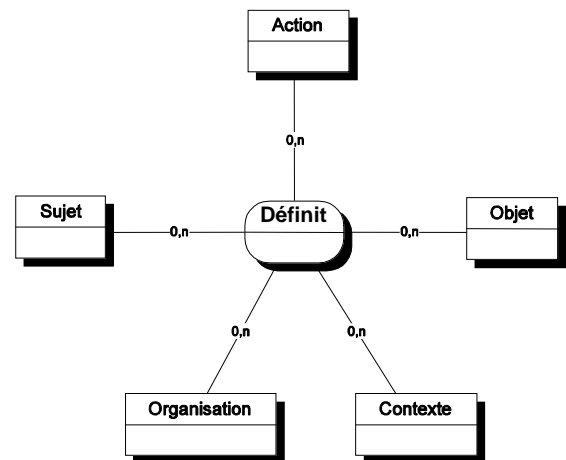 Action
0,n
Sujet
0,n
Définit
0,n
Objet
0,n
0,n
Organisation
Contexte